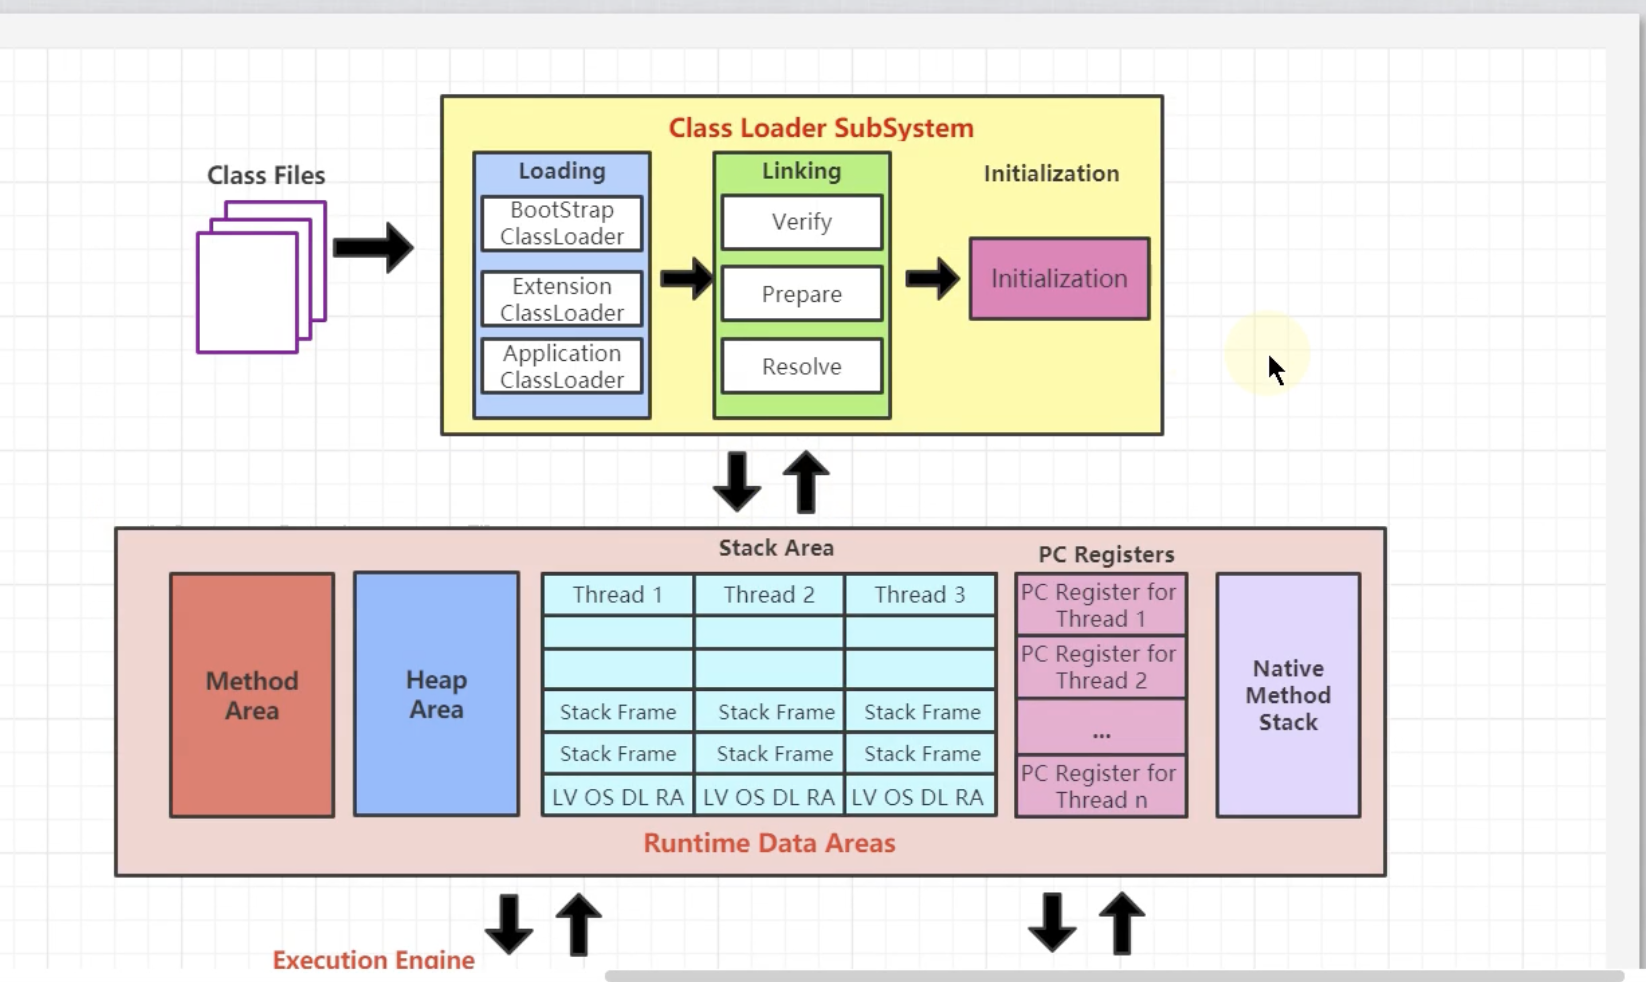 Class Loader SubSystem
Class Files
Loading
BootStrap
ClassLoader
Extension
ClassLoader
Application
ClassLoader
Linking
Verify
Prepare
Resolve
Initialization
Initialization
Stack Area
PC Registers
Method
Area
Heap
Area
Thread 1
Thread 2
Thread 3
Stack Frame
Stack Frame
Stack Frame
Stack Frame
Stack Frame
Stack Frame
LV OS DL RA
LV OS DL RA
LV OS DL RA
PC Register for
Thread 1
PC Register for
Thread 2
...
PC Register for
Thread n
Native
Method
Stack
Runtime Data Areas
Execution Engine